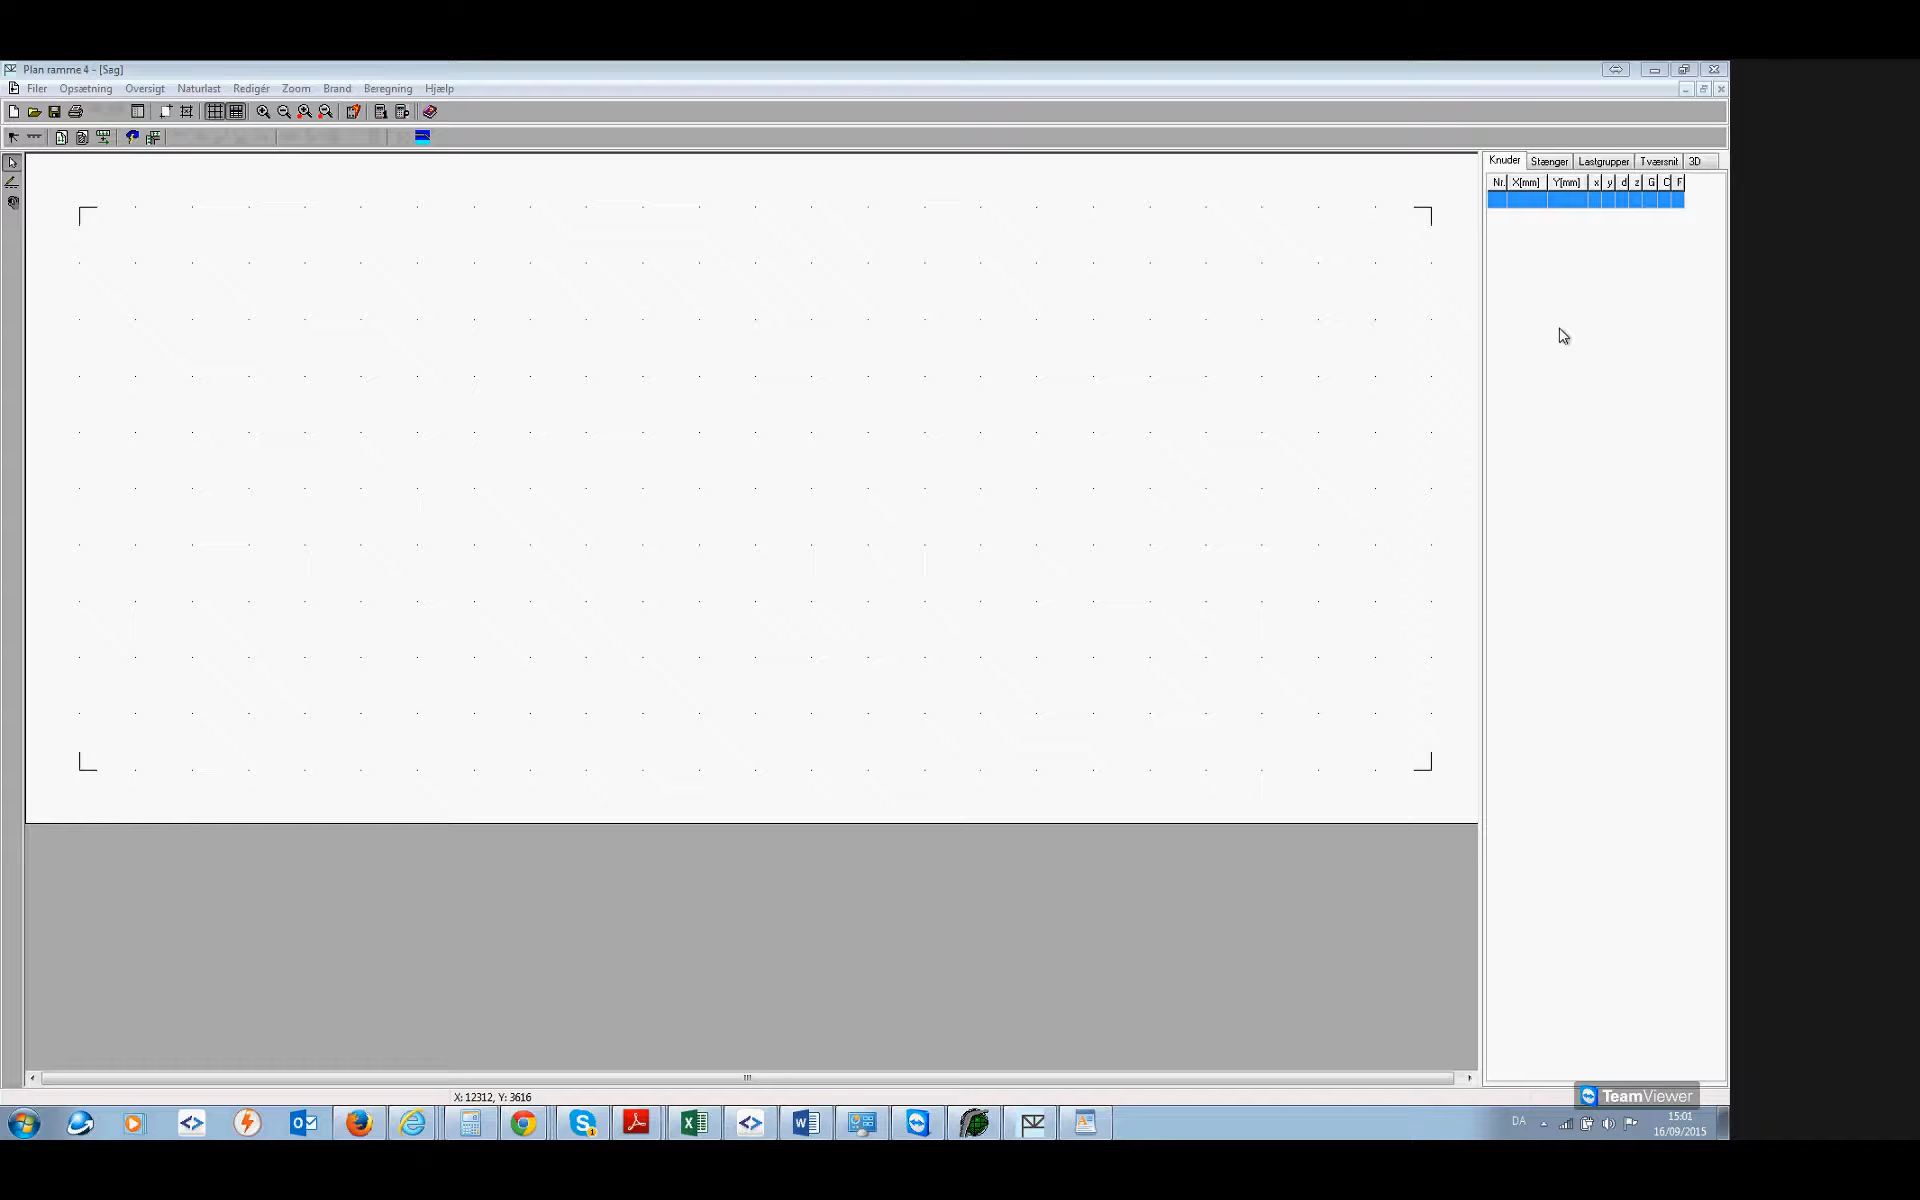 Plan ramme 4 - [Søg]
Filer Opsætning Oversigt Naturlast Redigér Zoom Brand Beregning Hjælp
Knuder Stænger Lastgrupper Tværsnit 3D
Nr. X[mm] Y[mm] x y d z G C F
X: 12312, Y: 3616
TeamViewer
DA
15:01
16/09/2015